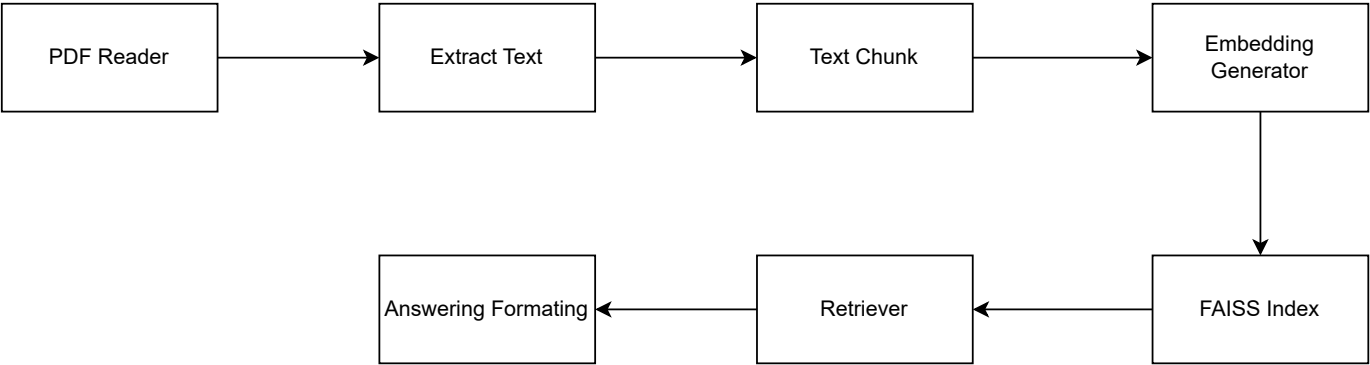 PDF Reader
Extract Text
Text Chunk
Embedding
Generator
Answering Formating
Retriever
FAISS Index